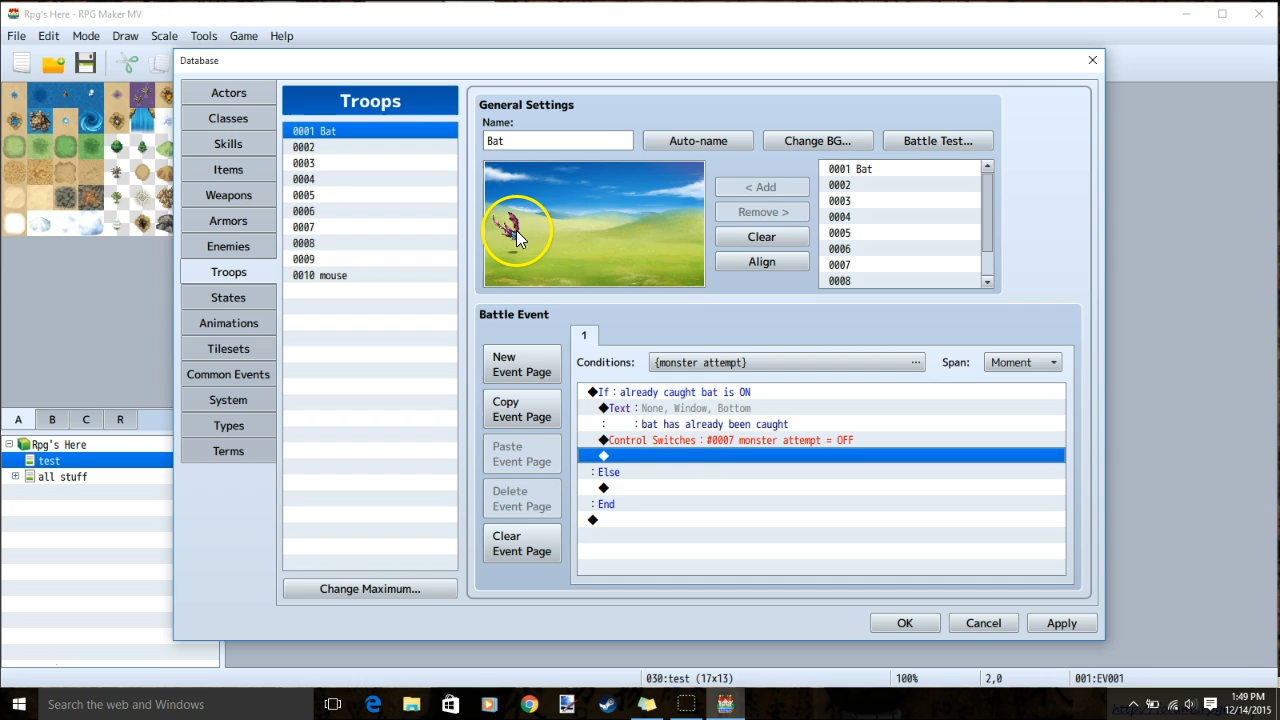 Rpg's Here - RPG Maker MV
File Edit Mode Draw Scale Tools Game Help
Database
Actors
Classes
Skills
Items
Weapons
Armors
Enemies
Troops
States
Animations
Tilesets
Common Events
System
Types
Terms
Troops
0001 Bat
0002
0003
0004
0005
0006
0007
0008
0009
0010 mouse
Change Maximum...
General Settings
Name:
Bat
Auto-name
Change BG...
Battle Test...
< Add
Remove >
Clear
Align
0001 Bat
0002
0003
0004
0005
0006
0007
0008
Battle Event
1
New
Event Page
Copy
Event Page
Paste
Event Page
Delete
Event Page
Clear
Event Page
Conditions: {monster attempt} ... Span: Moment
◆If : already caught bat is ON
◆Text : None, Window, Bottom
: : bat has already been caught
◆Control Switches : #0007 monster attempt = OFF
◆
: Else
◆
: End
◆
OK Cancel Apply
A B C R
Rpg's Here
test
all stuff
030:test (17x13) 100% 2,0 001:EV001
Search the web and Windows
1:49 PM
12/14/2015